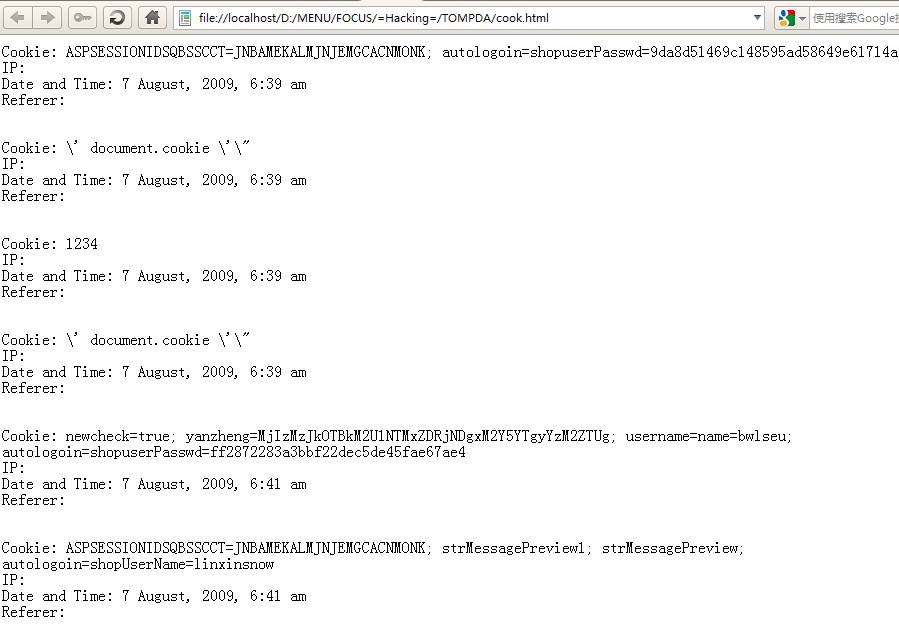 file://localhost/D:/MENU/FOCUS/=Hacking=/TOMPDA/cook.html
使用搜索Google
Cookie: ASPSESSIONIDSQBSSCCT=JNBAMEKALMJNJEMGCACNMONK; autologoin=shopuserPasswd=9da8d51469c148595ad58649e61714a
IP:
Date and Time: 7 August, 2009, 6:39 am
Referer:
Cookie: \' document.cookie \'\"
IP:
Date and Time: 7 August, 2009, 6:39 am
Referer:
Cookie: 1234
IP:
Date and Time: 7 August, 2009, 6:39 am
Referer:
Cookie: \' document.cookie \'\"
IP:
Date and Time: 7 August, 2009, 6:39 am
Referer:
Cookie: newcheck=true; yanzheng=MjIzMzJkOTBkM2U1NTMxZDRjNDgxM2Y5YTgyYzM2ZTUg; username=name=bwlseu;
autologoin=shopuserPasswd=ff2872283a3bbf22dec5de45fae67ae4
IP:
Date and Time: 7 August, 2009, 6:41 am
Referer:
Cookie: ASPSESSIONIDSQBSSCCT=JNBAMEKALMJNJEMGCACNMONK; strMessagePreview1; strMessagePreview;
autologoin=shopUserName=linxinsnow
IP:
Date and Time: 7 August, 2009, 6:41 am
Referer: